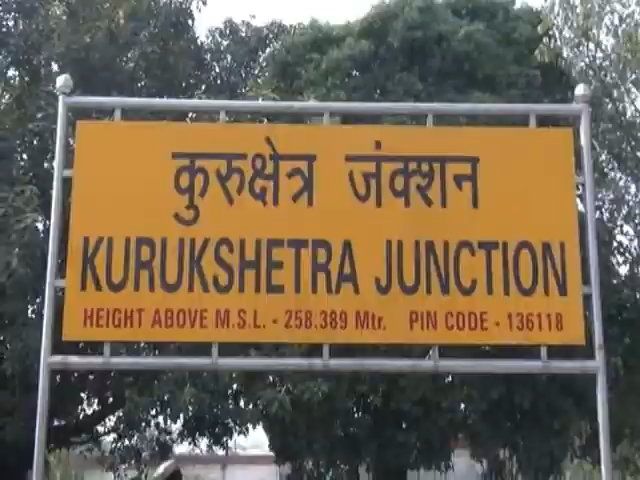 कुरुक्षेत्र जंक्शन
KURUKSHETRA JUNCTION
HEIGHT ABOVE M.S.L. - 258.389 Mtr. PIN CODE - 136118